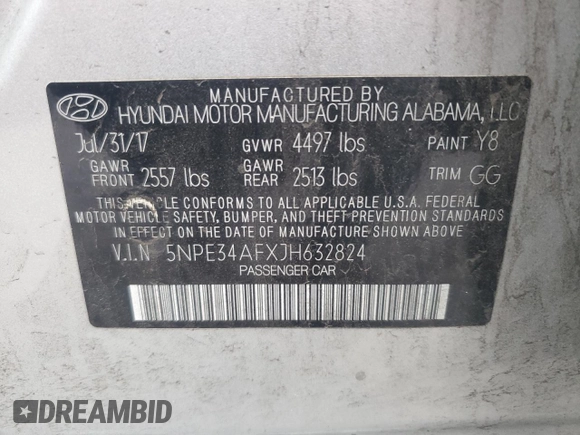 MANUFACTURED BY
HYUNDAI MOTOR MANUFACTURING ALABAMA, LLC
Jul/31/17 GVWR 4497 lbs PAINT Y8
GAWR FRONT 2557 lbs GAWR REAR 2513 lbs TRIM GG
THIS VEHICLE CONFORMS TO ALL APPLICABLE U.S.A. FEDERAL
MOTOR VEHICLE SAFETY, BUMPER, AND THEFT PREVENTION STANDARDS
IN EFFECT ON THE DATE OF MANUFACTURE SHOWN ABOVE
V.I.N 5NPE34AFXJH632824
PASSENGER CAR
DREAMBID